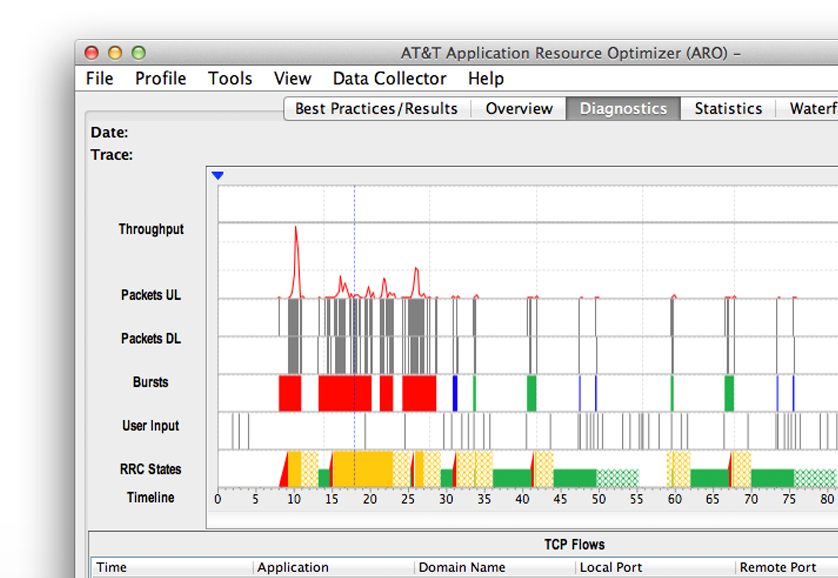 AT&T Application Resource Optimizer (ARO) –
File Profile Tools View Data Collector Help
Best Practices/Results Overview Diagnostics Statistics Waterf
Date:
Trace:
Throughput
Packets UL
Packets DL
Bursts
User Input
RRC States
Timeline 0 5 10 15 20 25 30 35 40 45 50 55 60 65 70 75 80
TCP Flows
Time Application Domain Name Local Port Remote Port